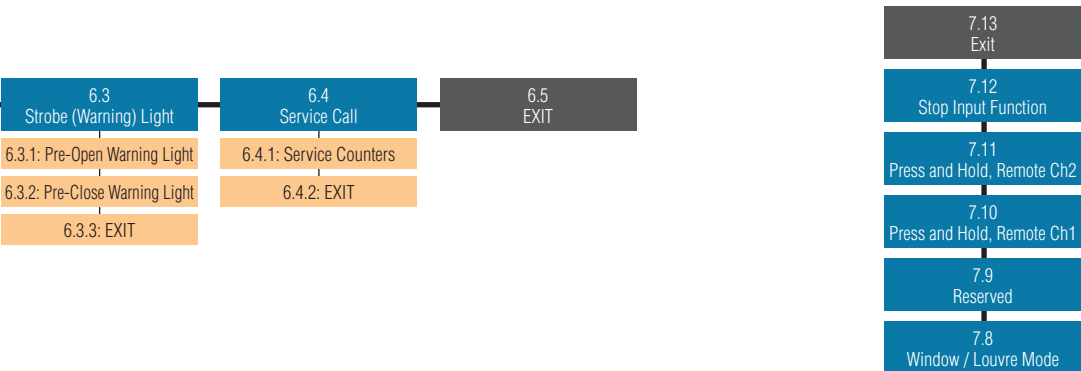 6.3
Strobe (Warning) Light
6.3.1: Pre-Open Warning Light
6.3.2: Pre-Close Warning Light
6.3.3: EXIT
6.4
Service Call
6.4.1: Service Counters
6.4.2: EXIT
6.5
EXIT
7.13
Exit
7.12
Stop Input Function
7.11
Press and Hold, Remote Ch2
7.10
Press and Hold, Remote Ch1
7.9
Reserved
7.8
Window / Louvre Mode